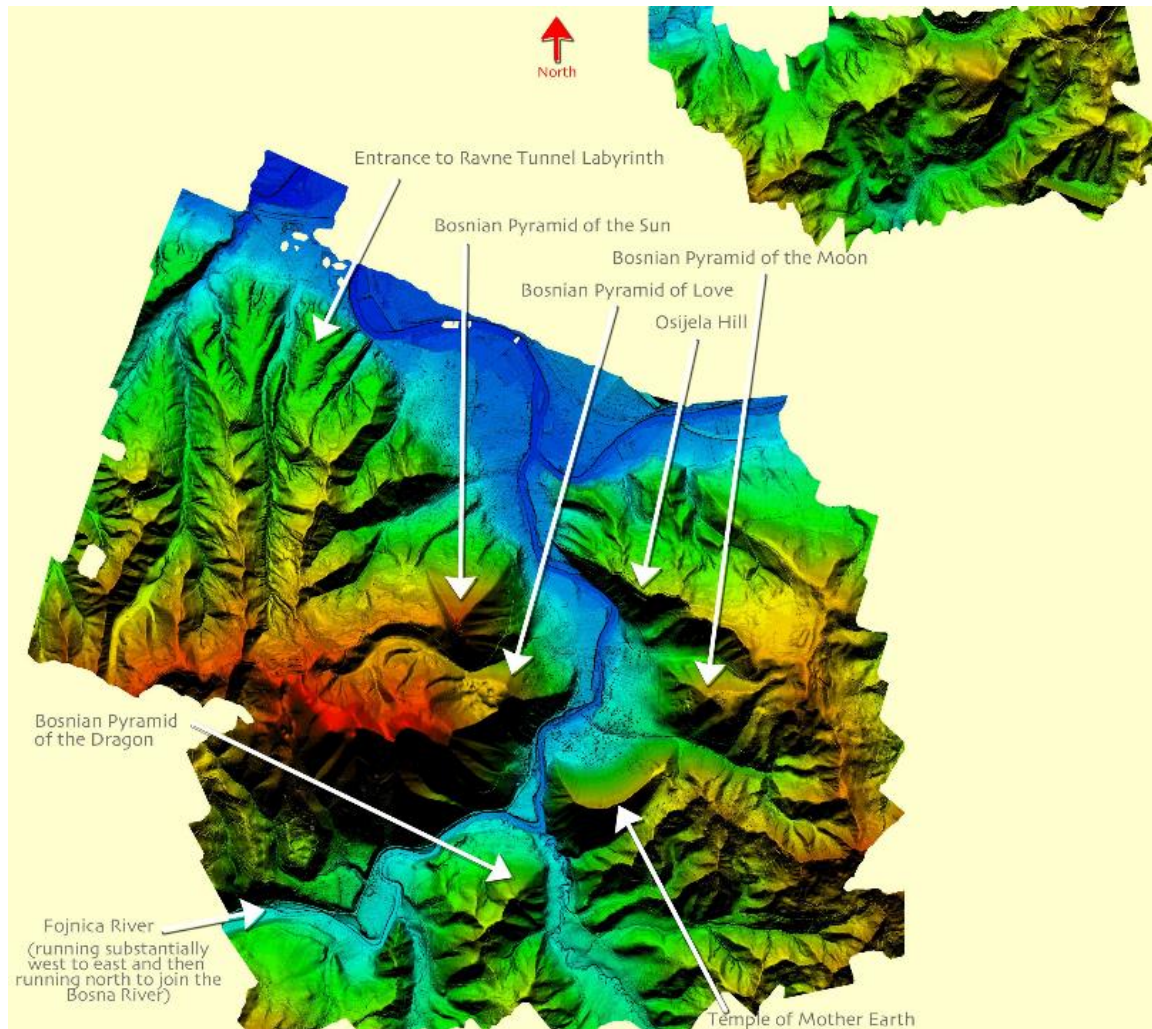 North
Entrance to Ravne Tunnel Labyrinth
Bosnian Pyramid of the Sun
Bosnian Pyramid of the Moon
Bosnian Pyramid of Love
Osijela Hill
Bosnian Pyramid
of the Dragon
Fojnica River
(running substantially
west to east and then
running north to join the
Bosna River)
Temple of Mother Earth